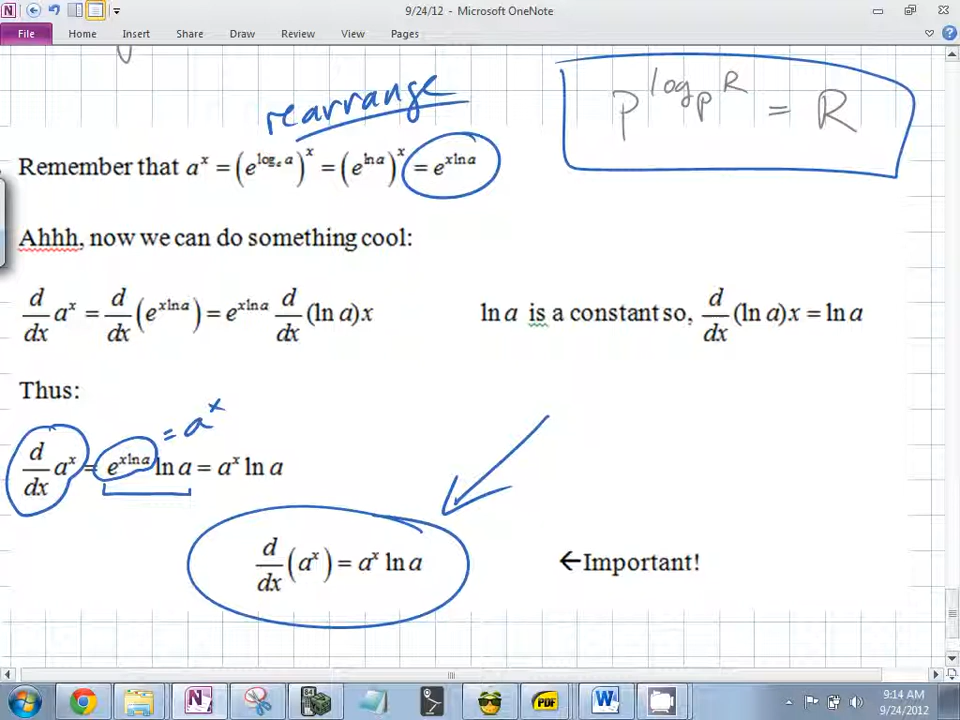 9/24/12 - Microsoft OneNote
File Home Insert Share Draw Review View Pages
rearrange
P^{log_P R} = R
Remember that a^x = (e^{log_e a})^x = (e^{ln a})^x = e^{x ln a}
Ahhh, now we can do something cool:
d/dx a^x = d/dx (e^{x ln a}) = e^{x ln a} d/dx (ln a)x
ln a is a constant so, d/dx (ln a)x = ln a
Thus:
= a^x
d/dx a^x = e^{x ln a} ln a = a^x ln a
d/dx (a^x) = a^x ln a
←Important!
9:14 AM
9/24/2012